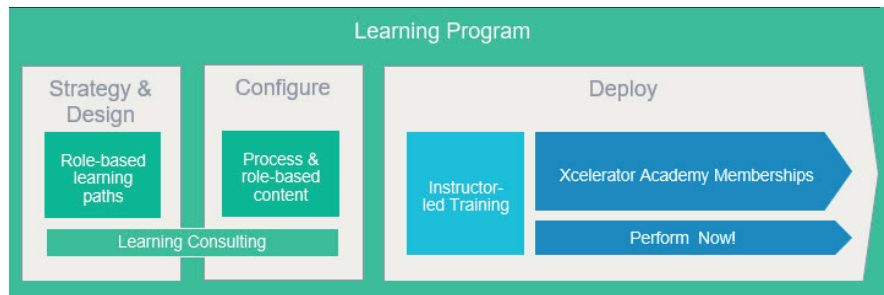 Learning Program
Strategy &
Design
Role-based
learning
paths
Configure
Process &
role-based
content
Learning Consulting
Deploy
Instructor-
led Training
Xcelerator Academy Memberships
Perform Now!